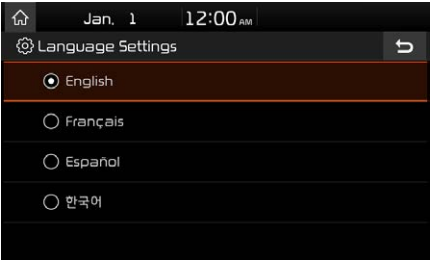 Jan. 1 12:00 AM
Language Settings
English
Français
Español
한국어